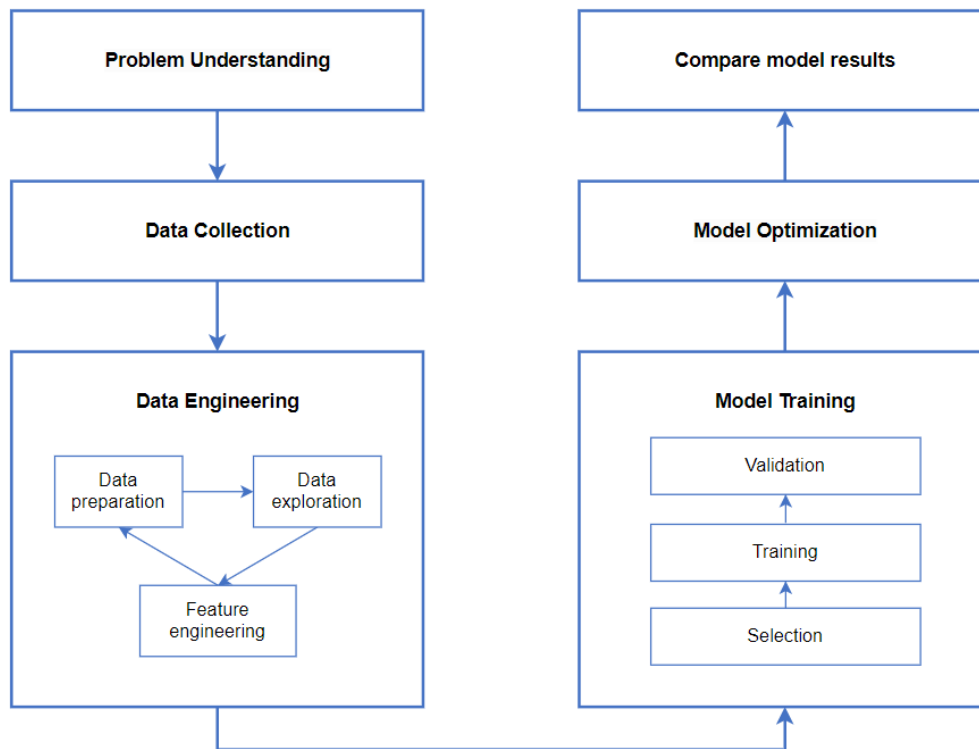 Problem Understanding
Data Collection
Data Engineering
Data
preparation
Data
exploration
Feature
engineering
Compare model results
Model Optimization
Model Training
Validation
Training
Selection